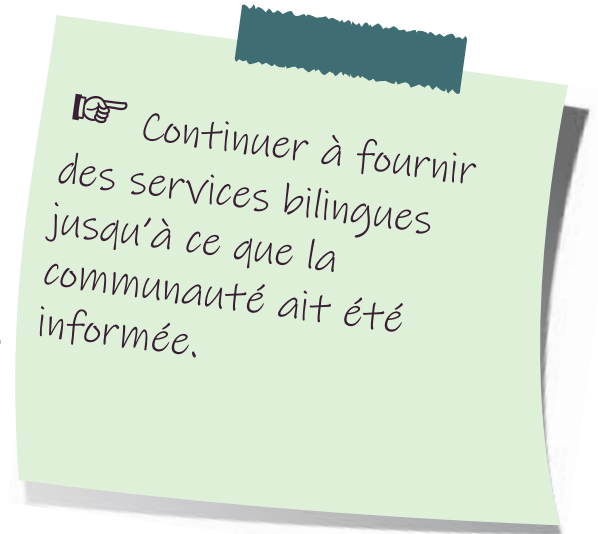 ☞ Continuer à fournir
des services bilingues
jusqu’à ce que la
communauté ait été
informée.